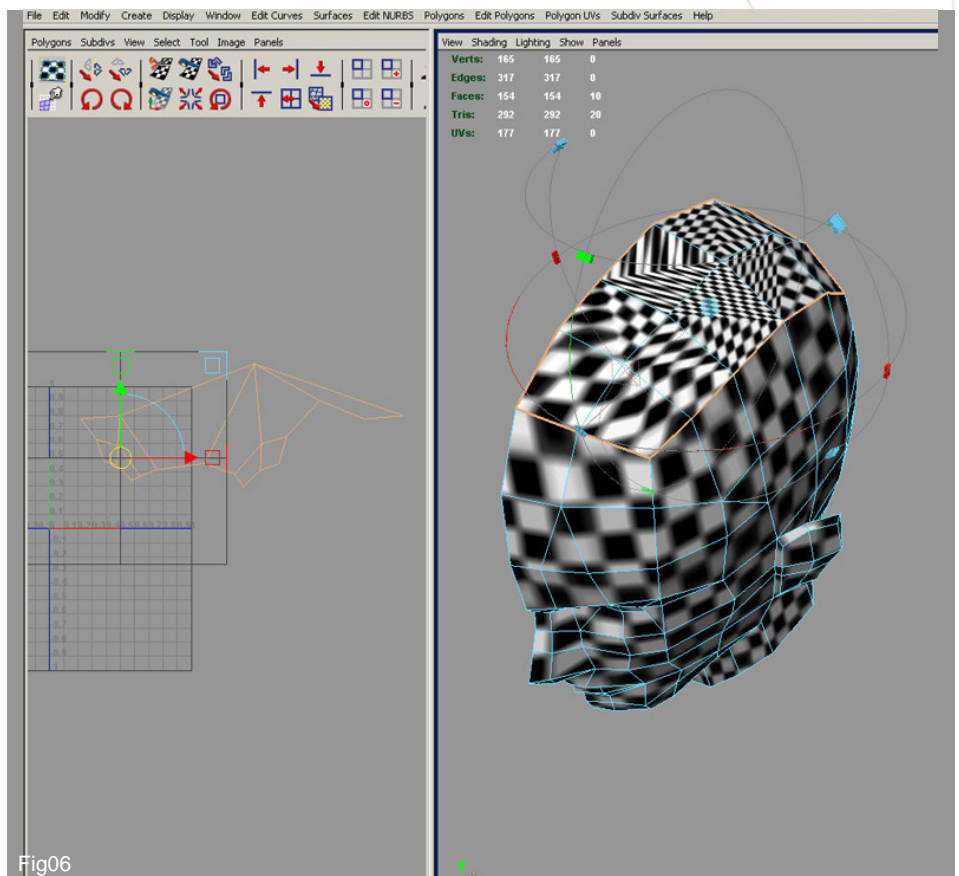 File Edit Modify Create Display Window Edit Curves Surfaces Edit NURBS Polygons Edit Polygons Polygon UVs Subdiv Surfaces Help
Polygons Subdivs View Select Tool Image Panels
View Shading Lighting Show Panels
Verts: 165 165 0
Edges: 317 317 0
Faces: 154 154 10
Tris: 292 292 20
UVs: 177 177 0
Fig06